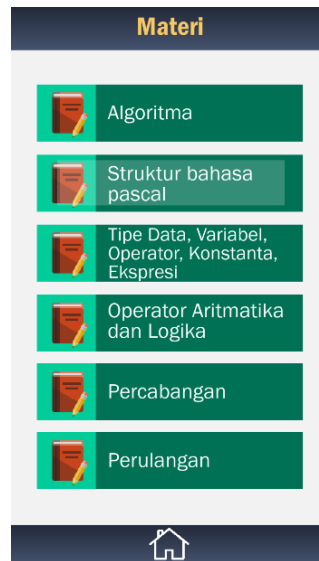 Materi
Algoritma
Struktur bahasa
pascal
Tipe Data, Variabel,
Operator, Konstanta,
Ekspresi
Operator Aritmatika
dan Logika
Percabangan
Perulangan